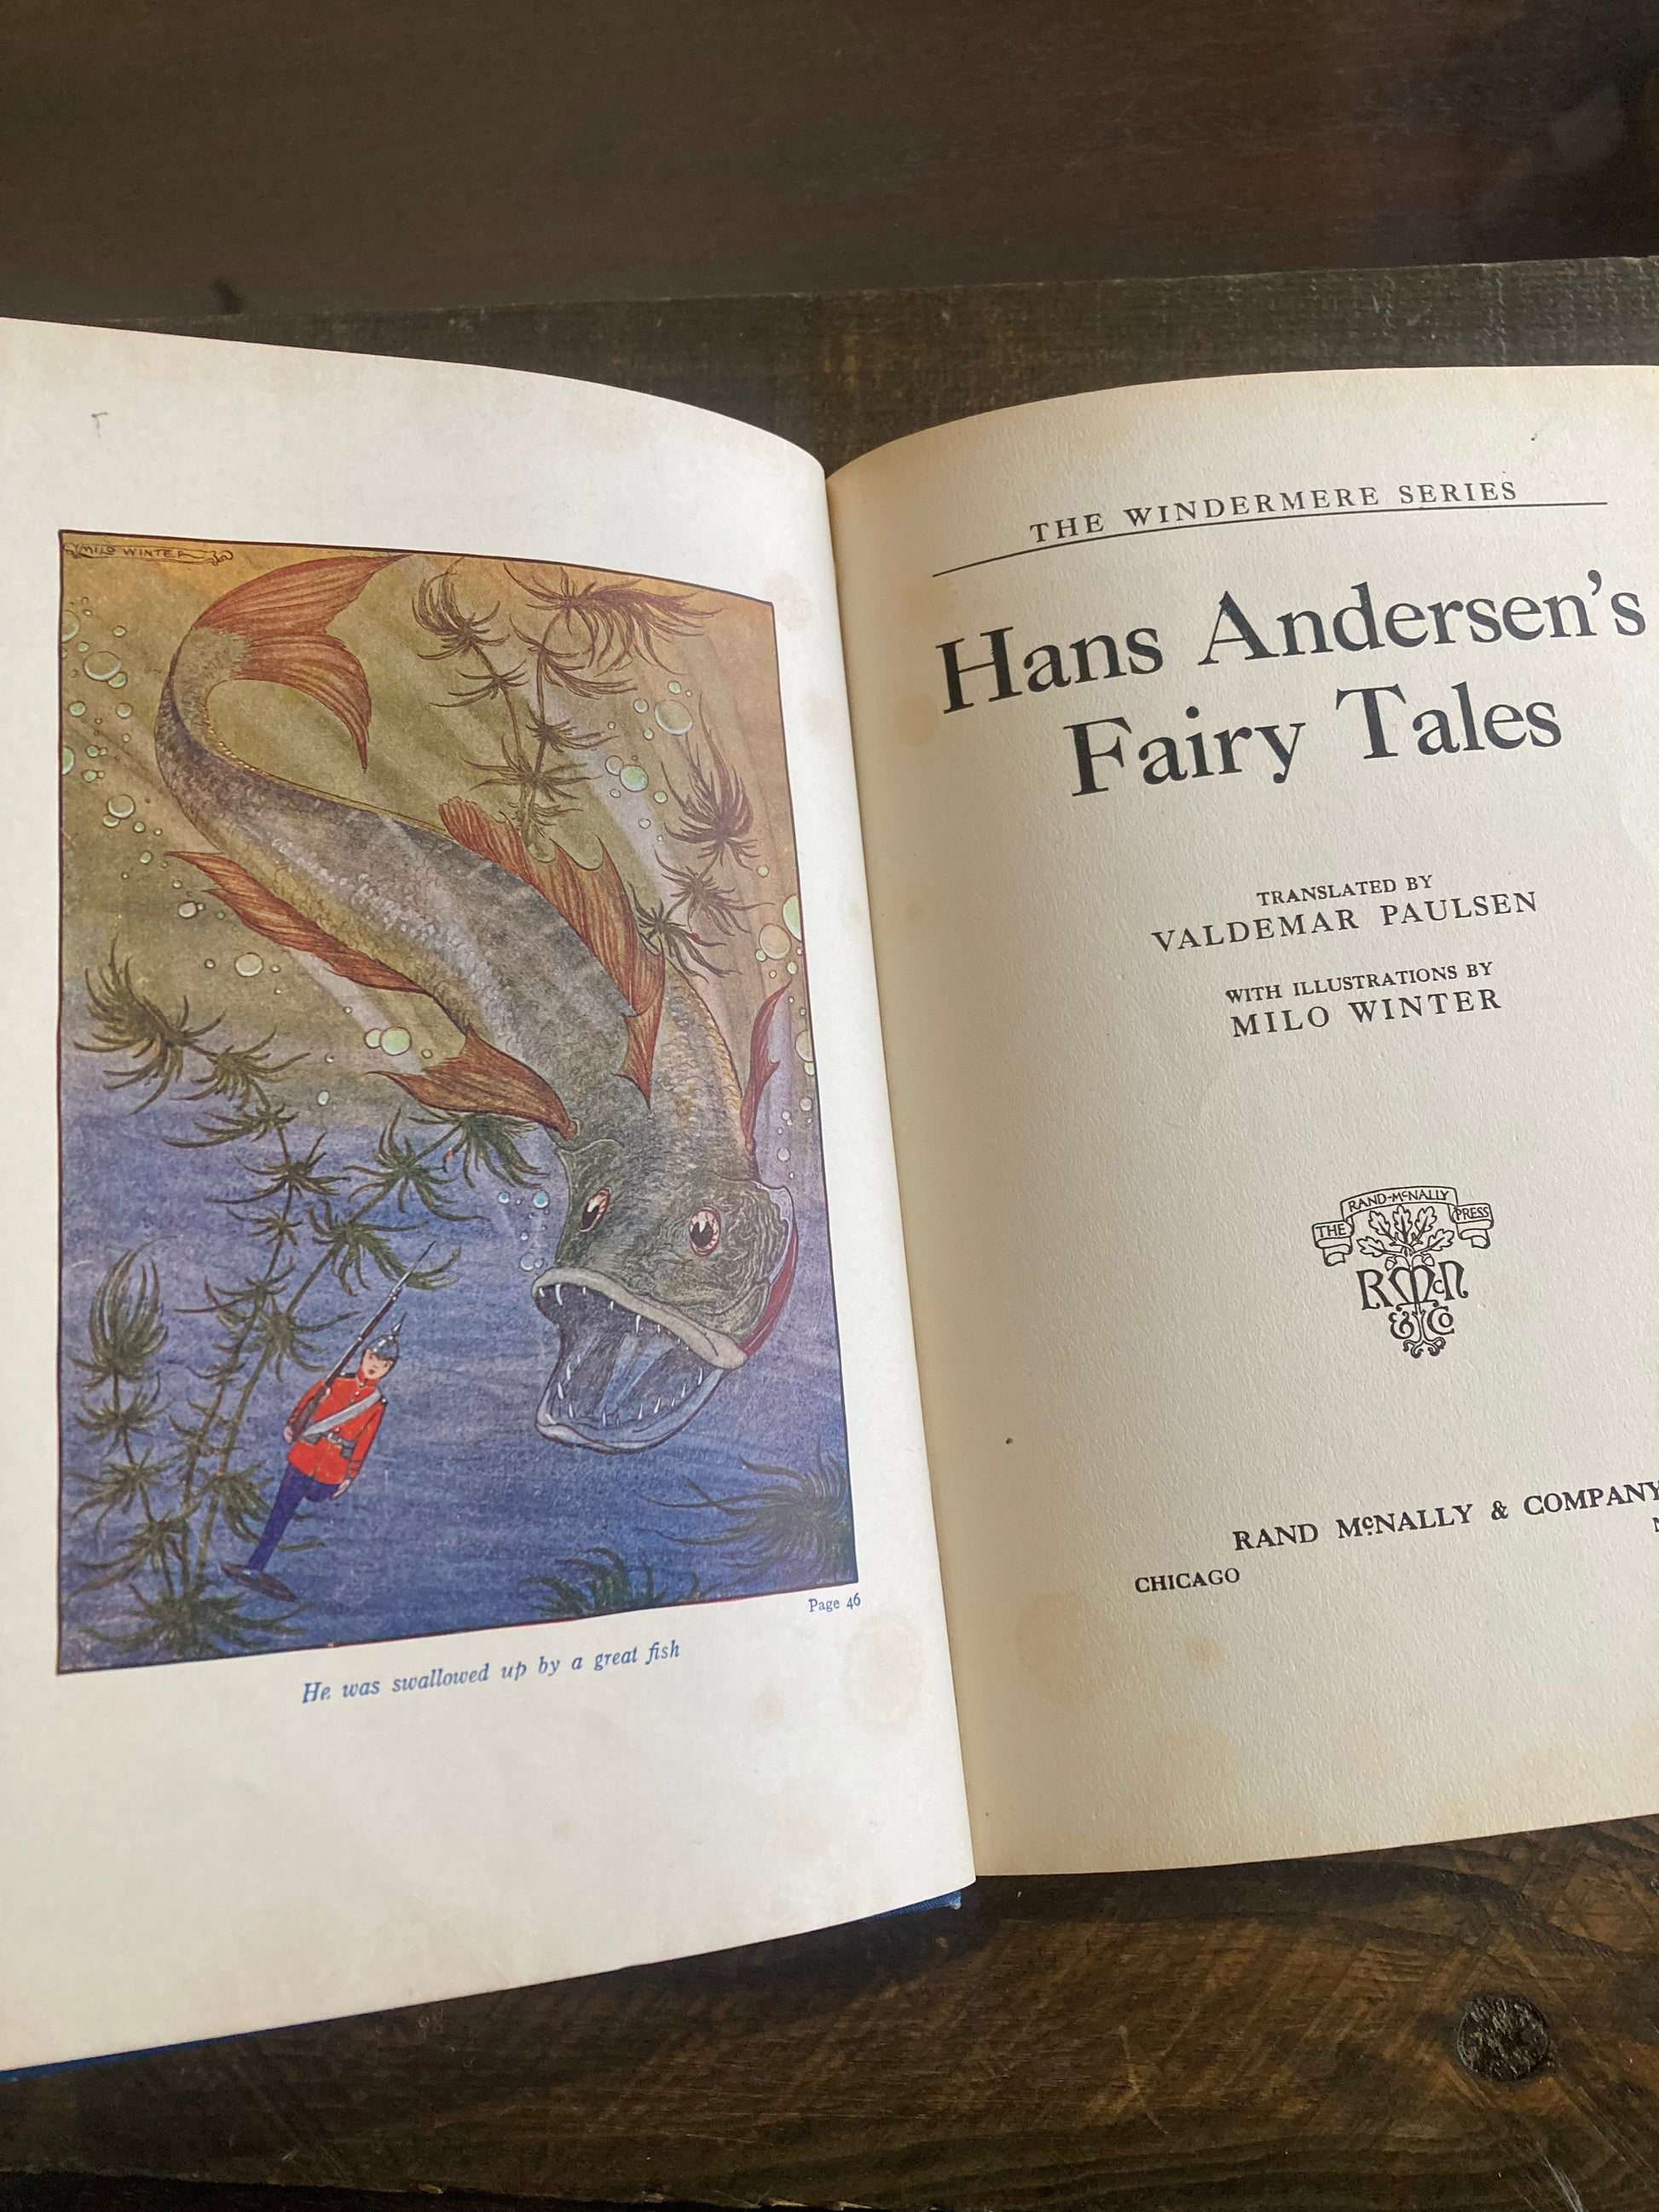 MILO WINTER
Page 46
He was swallowed up by a great fish
THE WINDERMERE SERIES
Hans Andersen's
Fairy Tales
TRANSLATED BY
VALDEMAR PAULSEN
WITH ILLUSTRATIONS BY
MILO WINTER
THE RAND-McNALLY PRESS
RMcN
& Co
RAND McNALLY & COMPANY
CHICAGO